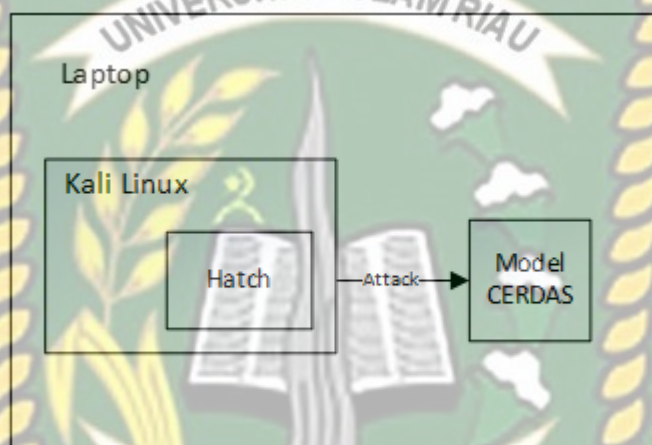 UNIVERSITAS ISLAM RIAU
Laptop
Kali Linux
Hatch
Attack
Model
CERDAS